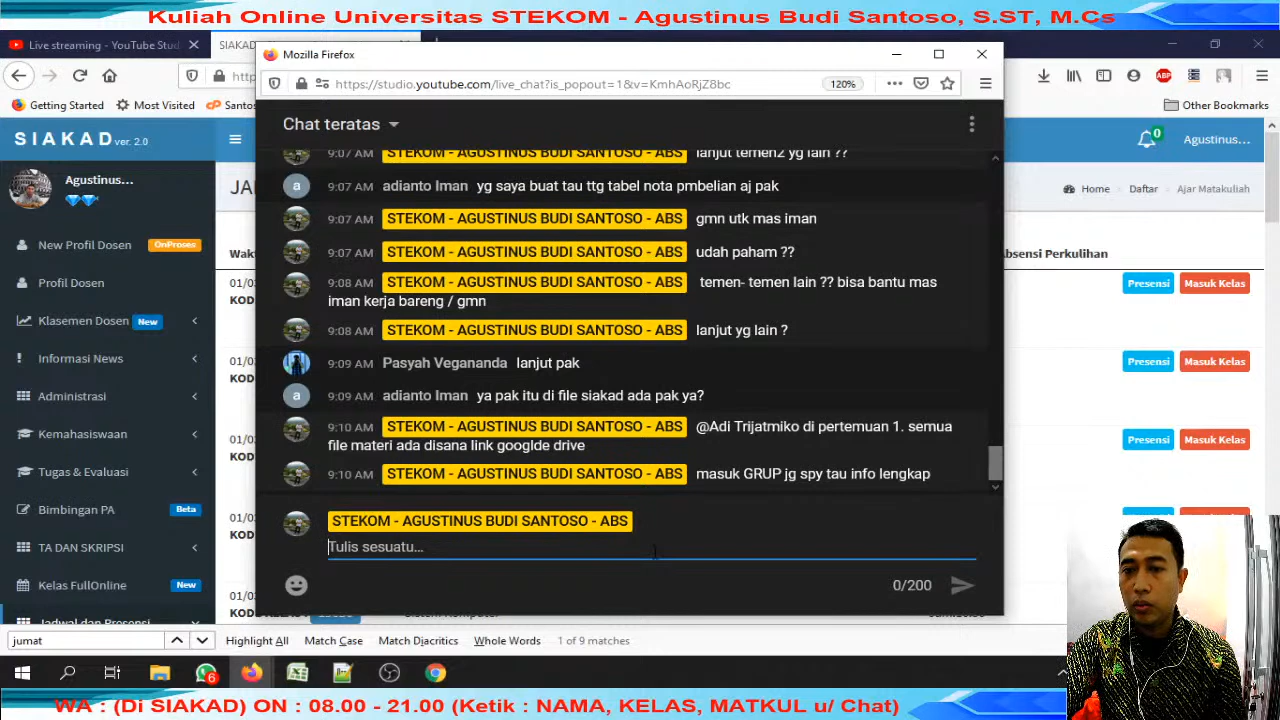 Kuliah Online Universitas STEKOM - Agustinus Budi Santoso, S.ST, M.Cs
Live streaming - YouTube Stud
SIAKAD
Mozilla Firefox
https://studio.youtube.com/live_chat?is_popout=1&v=KmhAoRjZ8bc
120%
ABP
Getting Started
Most Visited
Other Bookmarks
SIAKAD ver. 2.0
Chat teratas
0
Agustinus...
Agustinus...
Home
Daftar
Ajar Matakuliah
New Profil Dosen OnProses
Profil Dosen
Klasemen Dosen New
Informasi News
Administrasi
Kemahasiswaan
Tugas & Evaluasi
Bimbingan PA Beta
TA DAN SKRIPSI
Kelas FullOnline New
Jadwal dan Presensi
9:07 AM STEKOM - AGUSTINUS BUDI SANTOSO - ABS lanjut temen2 yg lain ??
9:07 AM adianto Iman yg saya buat tau ttg tabel nota pmbelian aj pak
9:07 AM STEKOM - AGUSTINUS BUDI SANTOSO - ABS gmn utk mas iman
9:07 AM STEKOM - AGUSTINUS BUDI SANTOSO - ABS udah paham ??
9:08 AM STEKOM - AGUSTINUS BUDI SANTOSO - ABS temen- temen lain ?? bisa bantu mas
iman kerja bareng / gmn
9:08 AM STEKOM - AGUSTINUS BUDI SANTOSO - ABS lanjut yg lain ?
9:09 AM Pasyah Vegananda lanjut pak
9:09 AM adianto Iman ya pak itu di file siakad ada pak ya?
9:10 AM STEKOM - AGUSTINUS BUDI SANTOSO - ABS @Adi Trijatmiko di pertemuan 1. semua
file materi ada disana link googlde drive
9:10 AM STEKOM - AGUSTINUS BUDI SANTOSO - ABS masuk GRUP jg spy tau info lengkap
STEKOM - AGUSTINUS BUDI SANTOSO - ABS
Tulis sesuatu...
0/200
Presensi Masuk Kelas
Presensi Masuk Kelas
Presensi Masuk Kelas
jumat
Highlight All
Match Case
Match Diacritics
Whole Words
1 of 9 matches
6
WA : (Di SIAKAD) ON : 08.00 - 21.00 (Ketik : NAMA, KELAS, MATKUL u/ Chat)